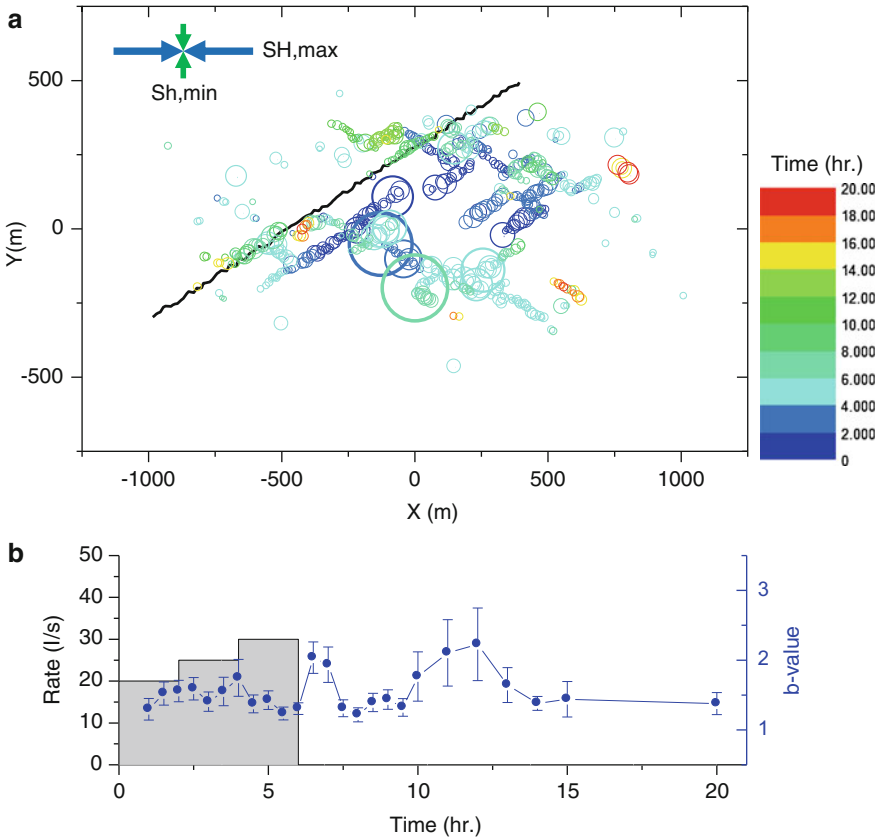 a
SH,max
Sh,min
500
0
-500
Y(m)
-1000 -500 0 500 1000
X (m)
Time (hr.)
20.00
18.00
16.00
14.00
12.00
10.00
8.000
6.000
4.000
2.000
0
b
50
40
30
20
10
0
Rate (l/s)
3
2
1
b-value
0 5 10 15 20
Time (hr.)